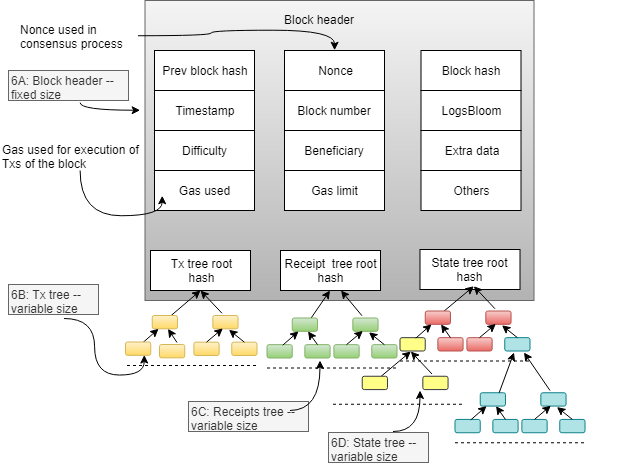 Block header
Nonce used in
consensus process
6A: Block header --
fixed size
Gas used for execution of
Txs of the block
Prev block hash
Timestamp
Difficulty
Gas used
Nonce
Block number
Beneficiary
Gas limit
Block hash
LogsBloom
Extra data
Others
Tx tree root
hash
Receipt tree root
hash
State tree root
hash
6B: Tx tree --
variable size
6C: Receipts tree --
variable size
6D: State tree --
variable size